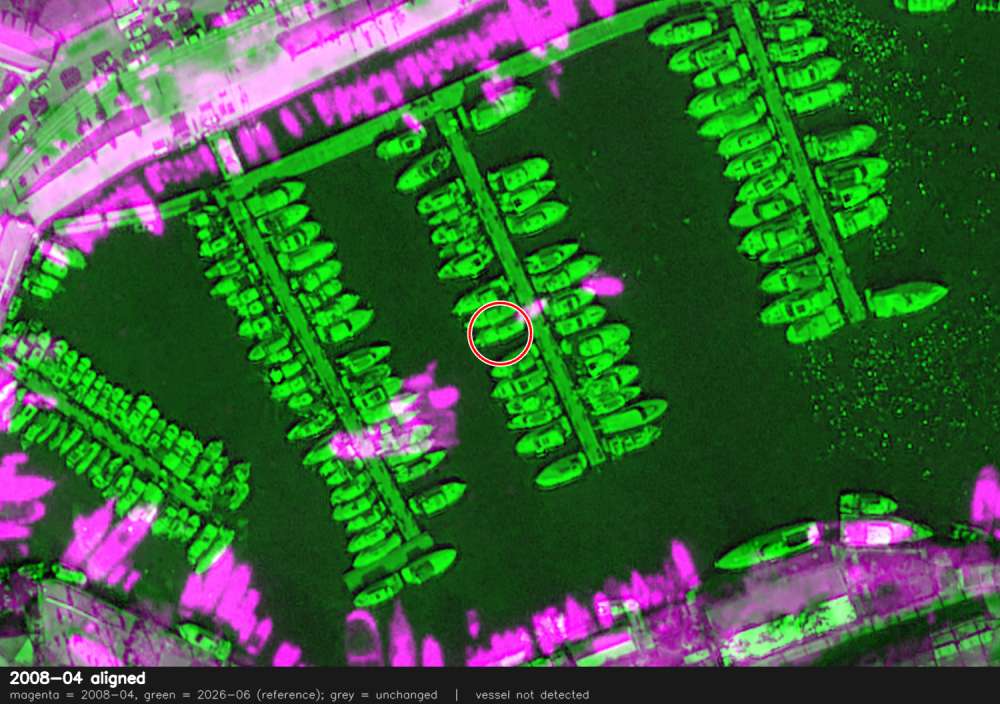 2008-04 aligned
magenta = 2008-04, green = 2026-06 (reference); grey = unchanged | vessel not detected